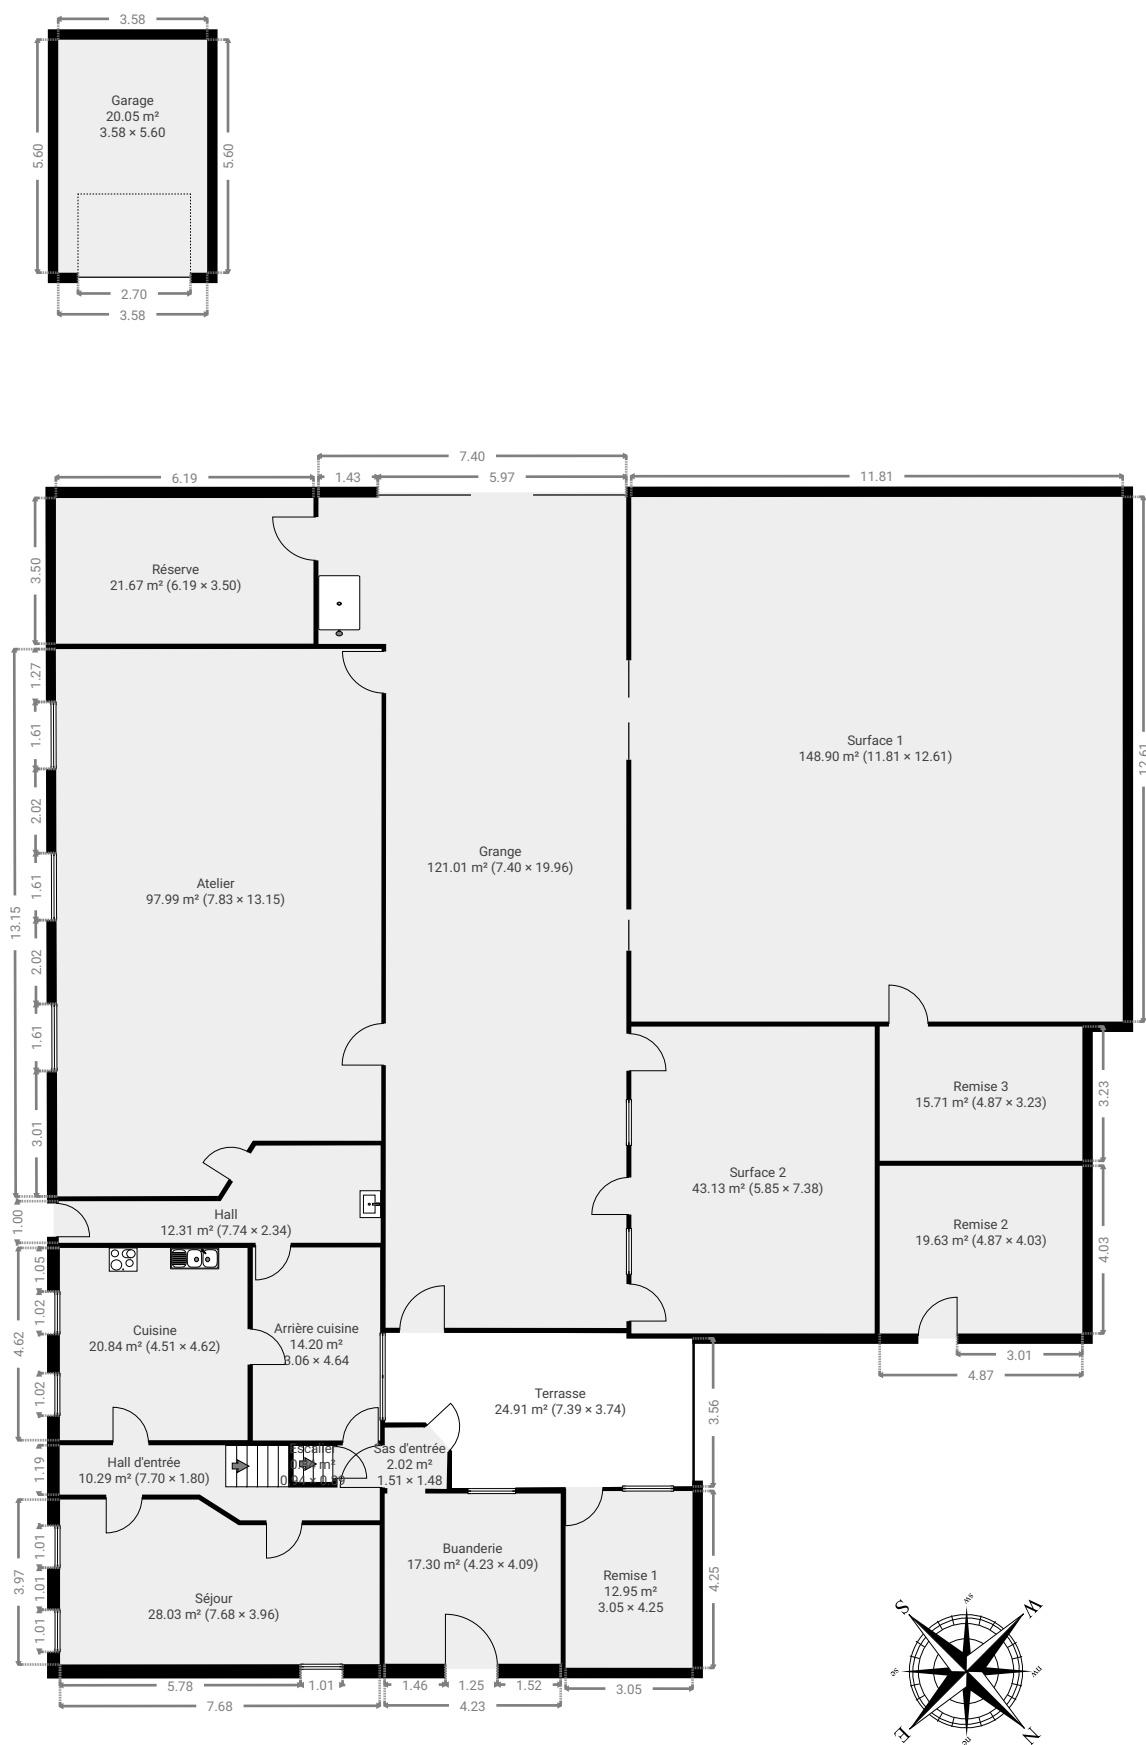 3.58
Garage
20.05 m²
3.58 × 5.60
5.60
5.60
2.70
3.58
7.40
6.19
1.43
5.97
11.81
3.50
Réserve
21.67 m² (6.19 × 3.50)
1.27
1.61
2.02
1.61
2.02
1.61
3.01
13.15
Surface 1
148.90 m² (11.81 × 12.61)
12.61
Grange
121.01 m² (7.40 × 19.96)
Atelier
97.99 m² (7.83 × 13.15)
Remise 3
15.71 m² (4.87 × 3.23)
3.23
Surface 2
43.13 m² (5.85 × 7.38)
Remise 2
19.63 m² (4.87 × 4.03)
4.03
Hall
12.31 m² (7.74 × 2.34)
1.00
1.05
1.02
1.02
4.62
Cuisine
20.84 m² (4.51 × 4.62)
Arrière cuisine
14.20 m²
3.06 × 4.64
3.01
4.87
Terrasse
24.91 m² (7.39 × 3.74)
3.56
1.19
Hall d'entrée
10.29 m² (7.70 × 1.80)
Escalier
m²
Sas d'entrée
2.02 m²
1.51 × 1.48
1.01
1.01
1.01
3.97
Séjour
28.03 m² (7.68 × 3.96)
Buanderie
17.30 m² (4.23 × 4.09)
Remise 1
12.95 m²
3.05 × 4.25
4.25
5.78
1.01
7.68
1.46
1.25
1.52
4.23
3.05
S
sw
W
se
nw
E
ne
N